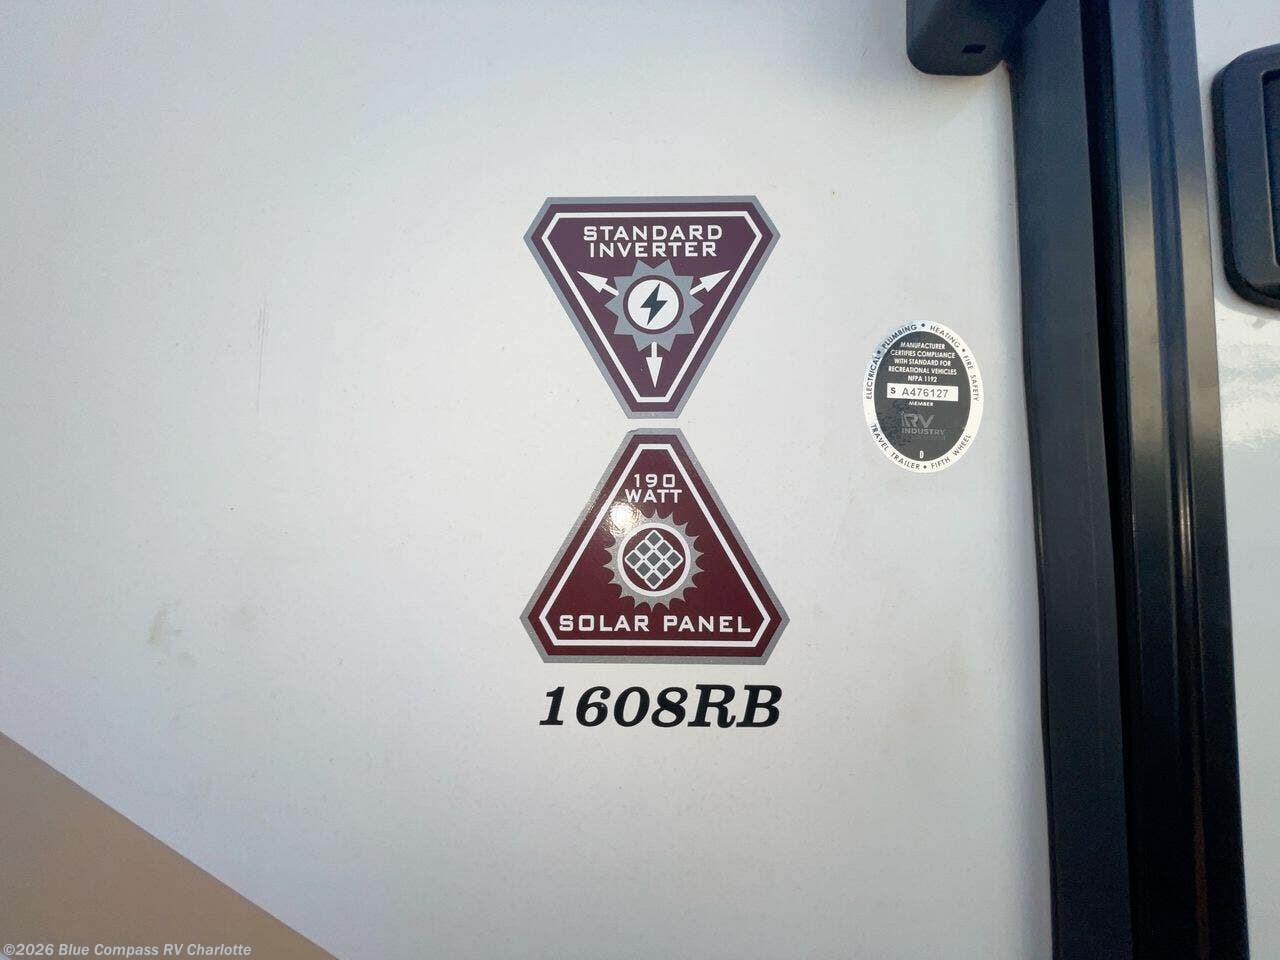 STANDARD
INVERTER
190
WATT
SOLAR PANEL
1608RB
ELECTRICAL • PLUMBING • HEATING • FIRE SAFETY
MANUFACTURER
CERTIFIES COMPLIANCE
WITH STANDARD FOR
RECREATIONAL VEHICLES
NFPA 1192
S A476127
MEMBER
RV
INDUSTRY
D
TRAVEL TRAILER • FIFTH WHEEL
©2026 Blue Compass RV Charlotte